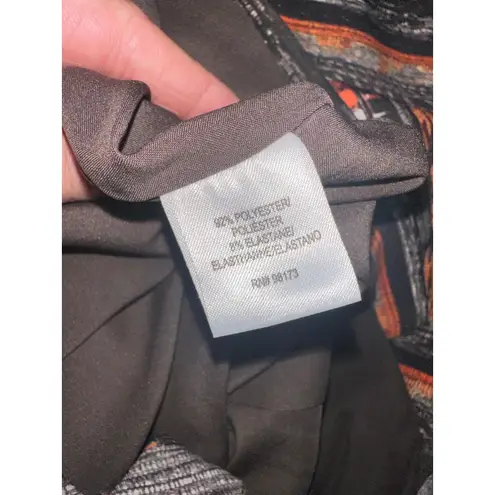 92% POLYESTER/
POLIESTER
8% ELASTANE/
ELASTHANNE/ELASTANO
RN# 98173